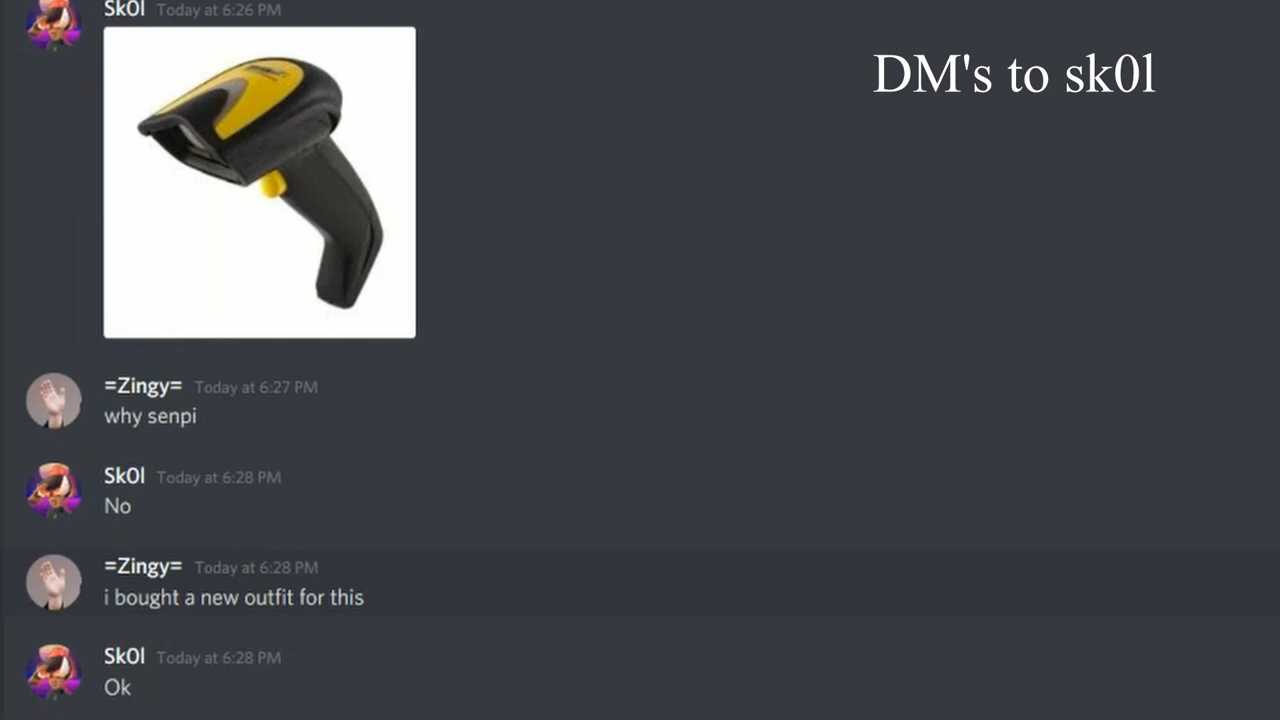 Sk0l Today at 6:26 PM
DM's to sk0l
=Zingy= Today at 6:27 PM
why senpi
Sk0l Today at 6:28 PM
No
=Zingy= Today at 6:28 PM
i bought a new outfit for this
Sk0l Today at 6:28 PM
Ok